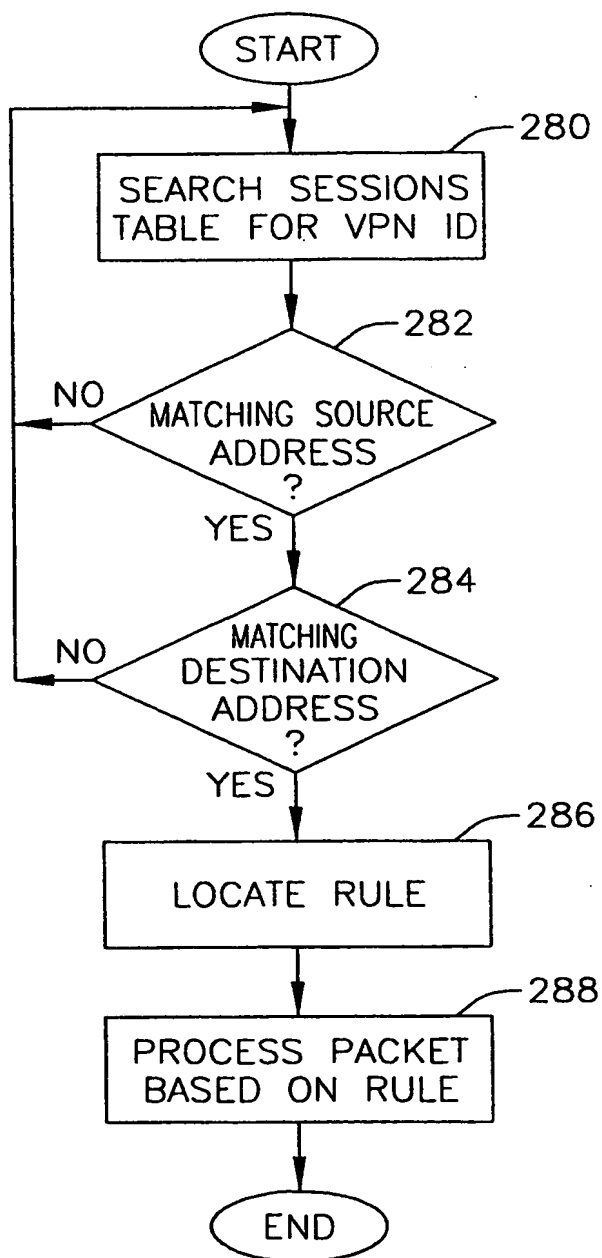 START
280
SEARCH SESSIONS
TABLE FOR VPN ID
282
NO
MATCHING SOURCE
ADDRESS
?
YES
284
NO
MATCHING
DESTINATION
ADDRESS
?
YES
286
LOCATE RULE
288
PROCESS PACKET
BASED ON RULE
END